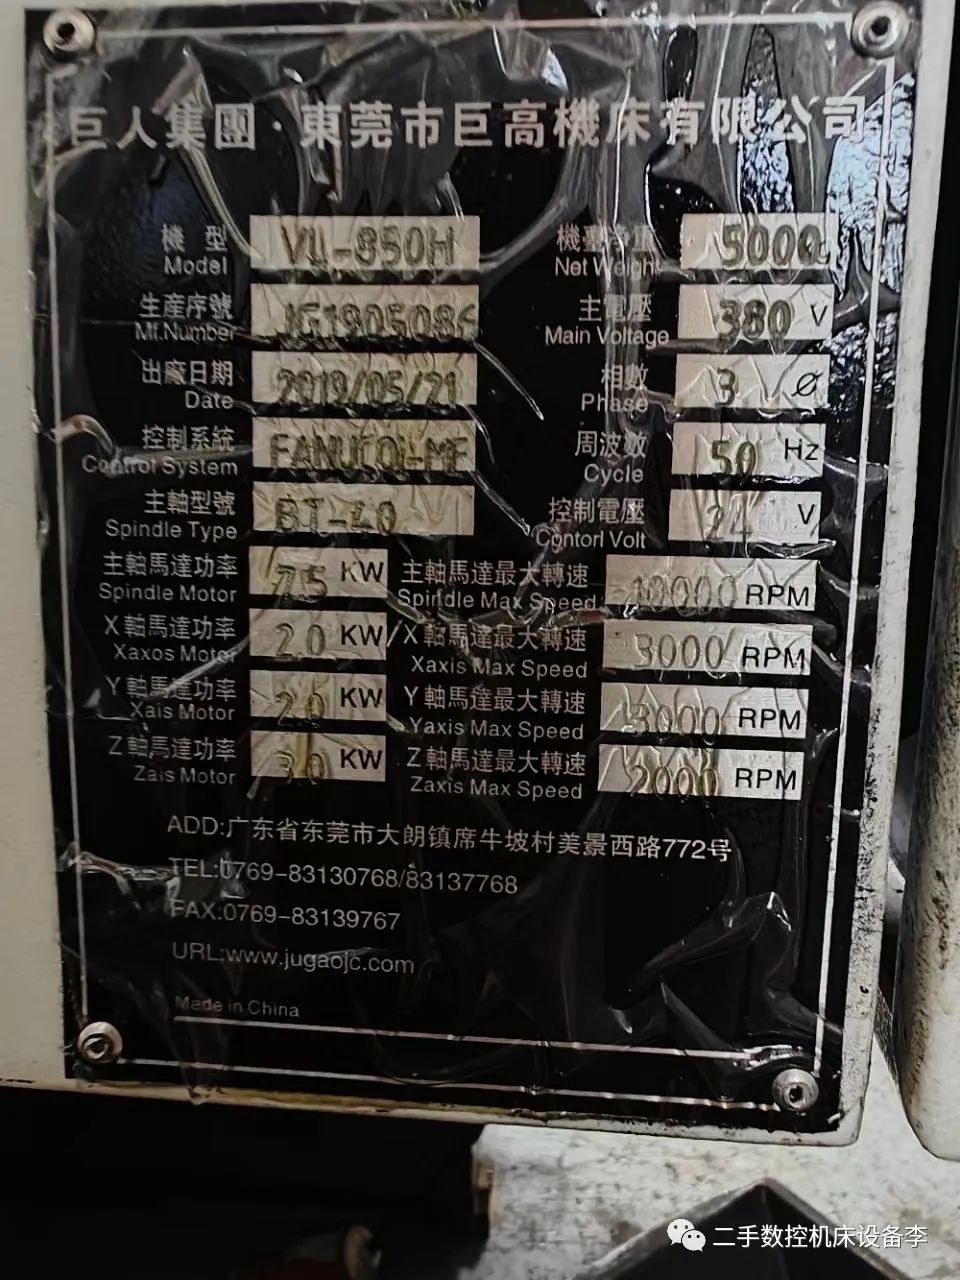 巨人集團 東莞市巨高機床有限公司
機 型 機動净重
Model Net Weight 5000
生産序號 JG1905086 主電壓 380 V
Mf.Number Main Voltage
出廠日期 2019/05/21 相數 3 Ø
Date Phase
控制系統 FANUC 0i-MF 周波數 50 Hz
Control System Cycle
主軸型號 BT-40 控制電壓 24 V
Spindle Type Contorl Volt
主軸馬達功率 7.5 KW 主軸馬達最大轉速 10000 RPM
Spindle Motor Spindle Max Speed
X軸馬達功率 2.0 KW X軸馬達最大轉速 3000 RPM
Xaxos Motor Xaxis Max Speed
Y軸馬達功率 2.0 KW Y軸馬達最大轉速 3000 RPM
Xais Motor Yaxis Max Speed
Z軸馬達功率 3.0 KW Z軸馬達最大轉速 2000 RPM
Zais Motor Zaxis Max Speed
ADD:广东省东莞市大朗镇席牛坡村美景西路772号
TEL:0769-83130768/83137768
FAX:0769-83139767
URL:www.jugaojc.com
Made in China
二手数控机床设备李